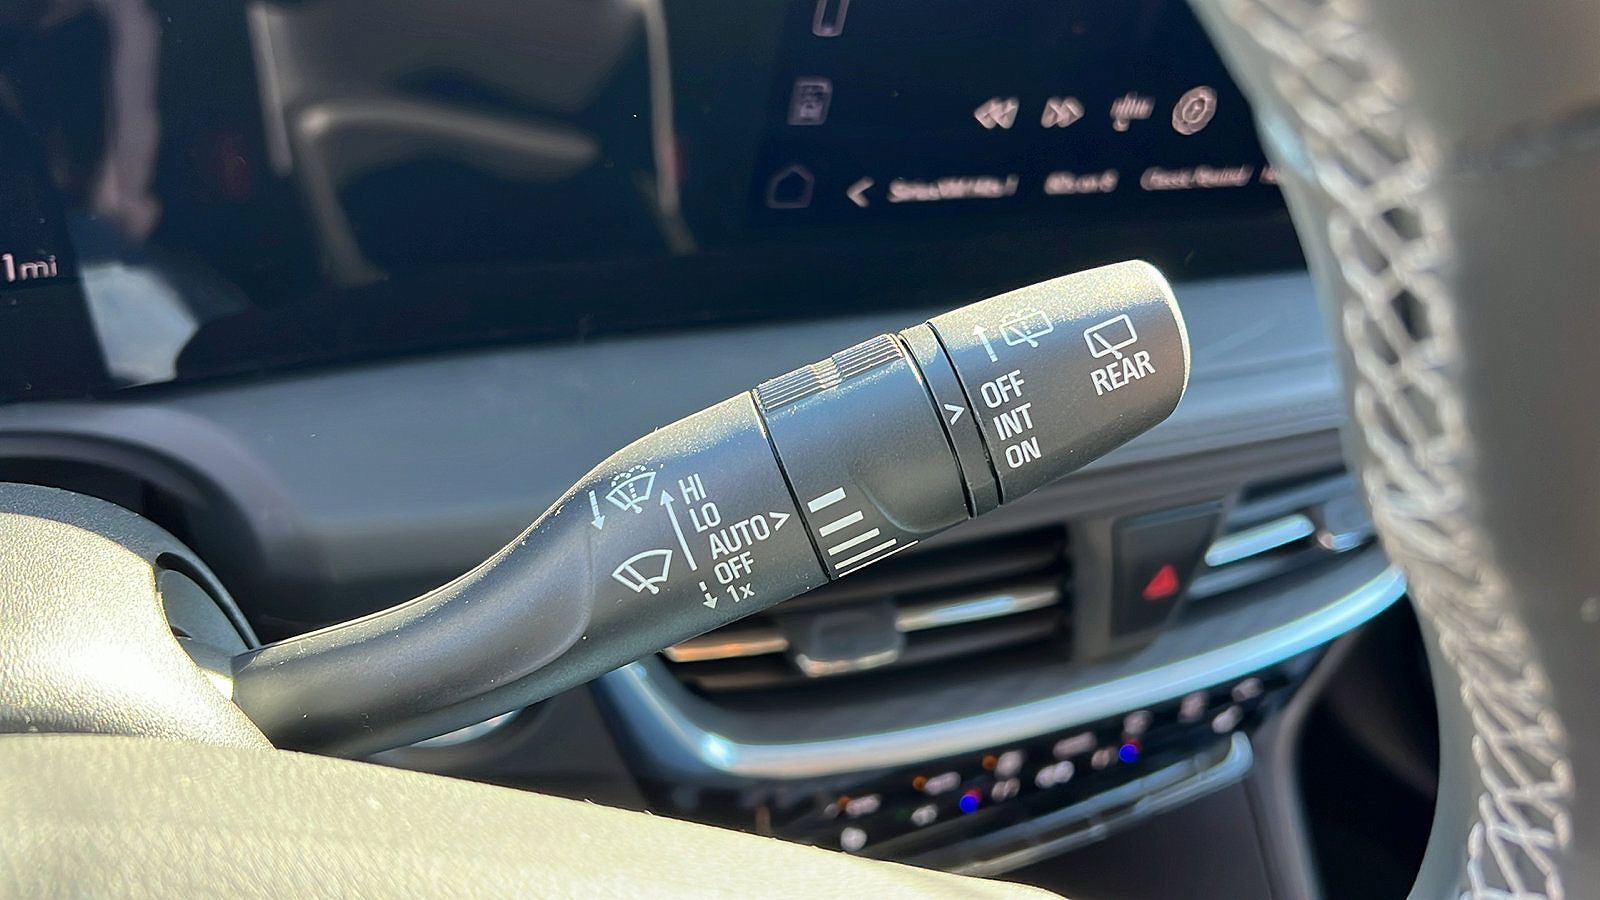 1mi
HI
LO
AUTO >
OFF
1x
>
OFF
INT
ON
REAR